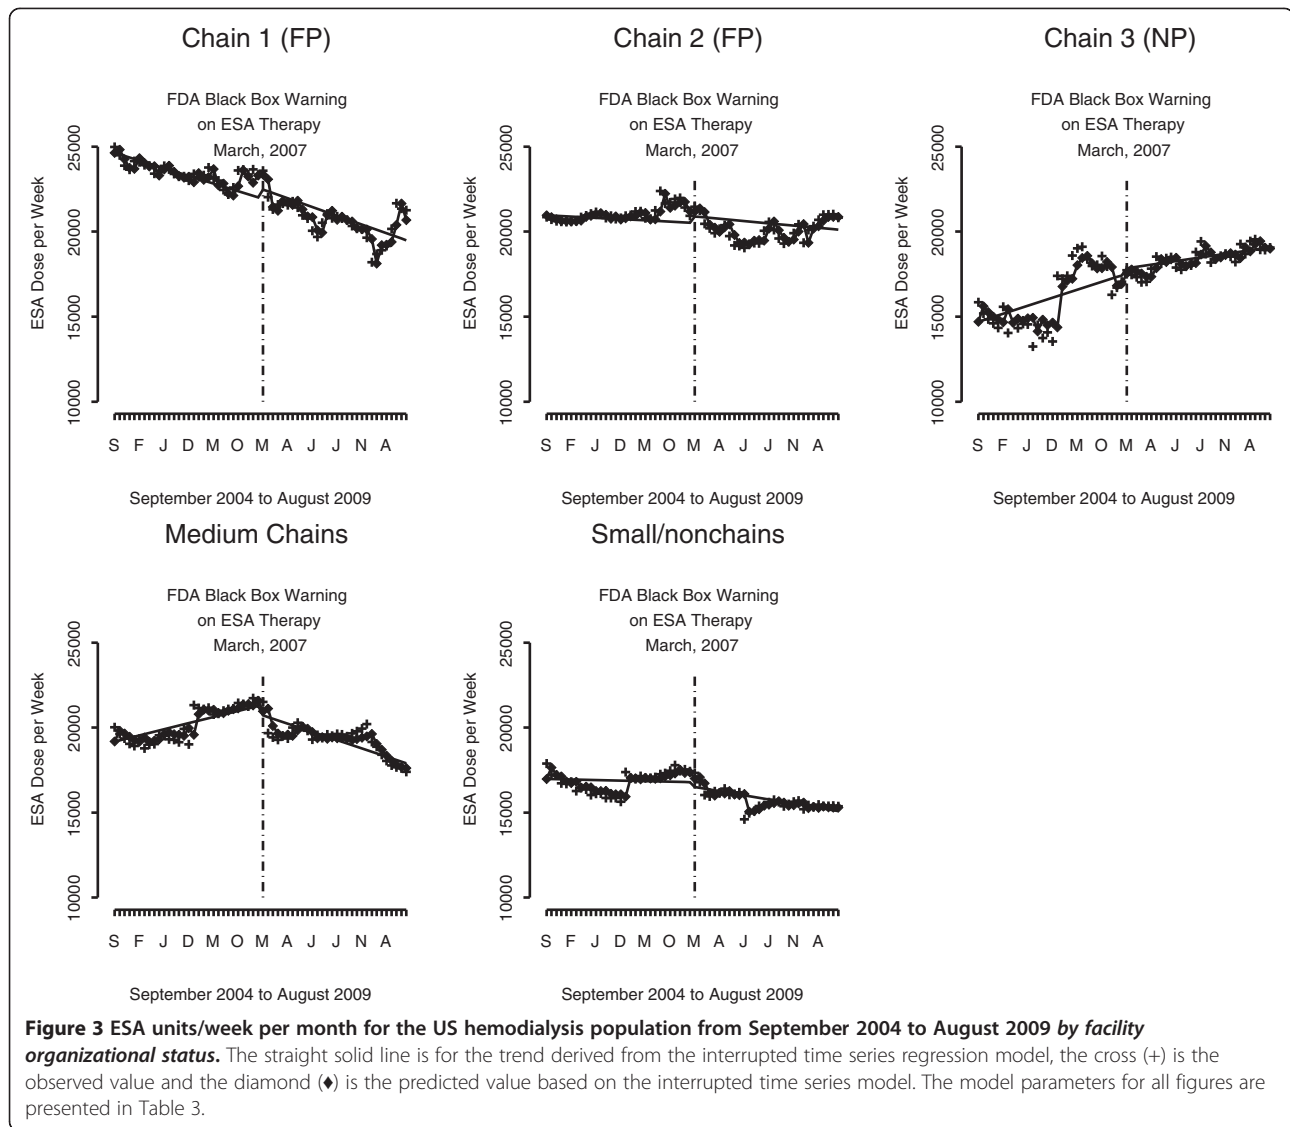 Chain 1 (FP)
FDA Black Box Warning
on ESA Therapy
March, 2007
ESA Dose per Week
25000
20000
15000
10000
S F J D M O M A J J N A
September 2004 to August 2009
Chain 2 (FP)
FDA Black Box Warning
on ESA Therapy
March, 2007
ESA Dose per Week
25000
20000
15000
10000
S F J D M O M A J J N A
September 2004 to August 2009
Chain 3 (NP)
FDA Black Box Warning
on ESA Therapy
March, 2007
ESA Dose per Week
25000
20000
15000
10000
S F J D M O M A J J N A
September 2004 to August 2009
Medium Chains
FDA Black Box Warning
on ESA Therapy
March, 2007
ESA Dose per Week
25000
20000
15000
10000
S F J D M O M A J J N A
September 2004 to August 2009
Small/nonchains
FDA Black Box Warning
on ESA Therapy
March, 2007
ESA Dose per Week
25000
20000
15000
10000
S F J D M O M A J J N A
September 2004 to August 2009
Figure 3 ESA units/week per month for the US hemodialysis population from September 2004 to August 2009 by facility
organizational status. The straight solid line is for the trend derived from the interrupted time series regression model, the cross (+) is the
observed value and the diamond (♦) is the predicted value based on the interrupted time series model. The model parameters for all figures are
presented in Table 3.